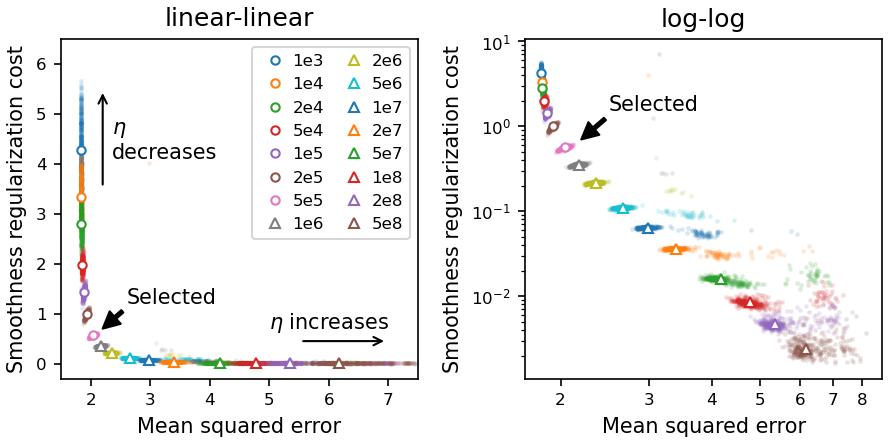 linear-linear
Smoothness regularization cost
6
5
4
3
2
1
0
η
decreases
Selected
η increases
1e3
1e4
2e4
5e4
1e5
2e5
5e5
1e6
2e6
5e6
1e7
2e7
5e7
1e8
2e8
5e8
2 3 4 5 6 7
Mean squared error
log-log
Smoothness regularization cost
10¹
10⁰
10⁻¹
10⁻²
Selected
2 3 4 5 6 7 8
Mean squared error